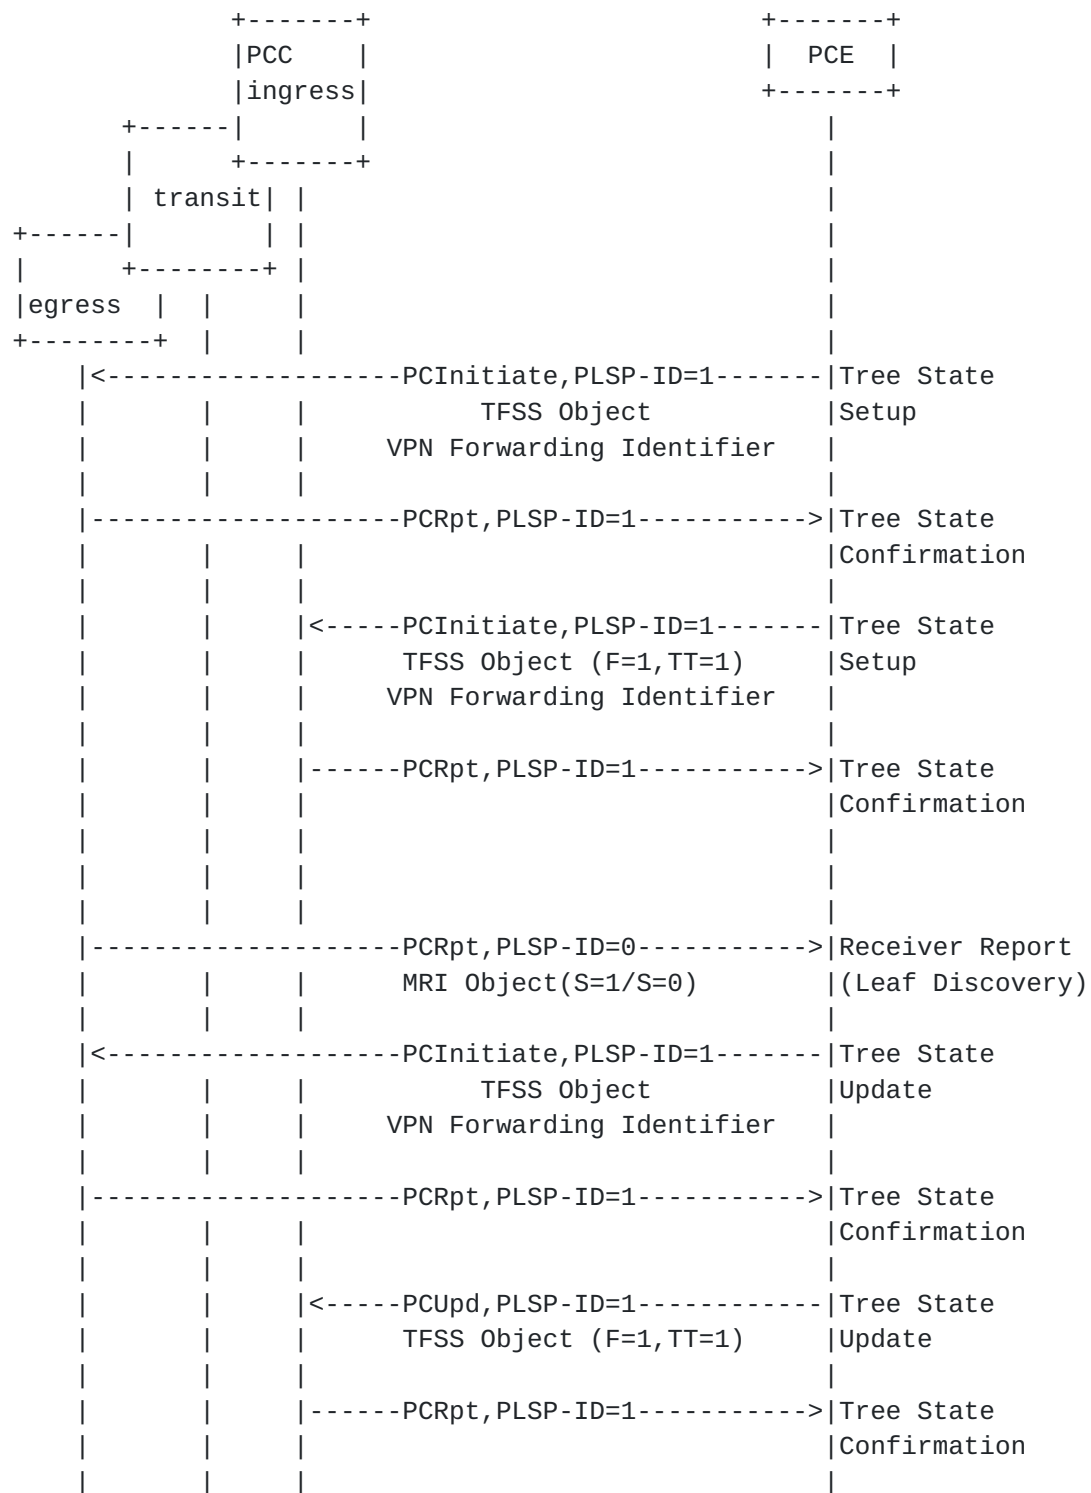 +-------+                         +-------+
              |PCC    |                         |  PCE  |
              |ingress|                         +-------+
       +------|       |                             |
       |      +-------+                             |
       | transit| |                                 |
+------|        | |                                 |
|      +--------+ |                                 |
|egress  |  |     |                                 |
+--------+  |     |                                 |
    |<--------------------PCInitiate,PLSP-ID=1-------|Tree State
    |       |     |           TFSS Object            |Setup
    |       |     |     VPN Forwarding Identifier   |
    |       |     |                                 |
    |--------------------PCRpt,PLSP-ID=1----------->|Tree State
    |       |     |                                 |Confirmation
    |       |     |                                 |
    |       |     |<-----PCInitiate,PLSP-ID=1-------|Tree State
    |       |     |      TFSS Object (F=1,TT=1)     |Setup
    |       |     |     VPN Forwarding Identifier   |
    |       |     |                                 |
    |       |     |------PCRpt,PLSP-ID=1----------->|Tree State
    |       |     |                                 |Confirmation
    |       |     |                                 |
    |       |     |                                 |
    |       |     |                                 |
    |--------------------PCRpt,PLSP-ID=0----------->|Receiver Report
    |       |     |      MRI Object(S=1/S=0)        |(Leaf Discovery)
    |       |     |                                 |
    |<-------------------PCInitiate,PLSP-ID=1-------|Tree State
    |       |     |           TFSS Object           |Update
    |       |     |     VPN Forwarding Identifier   |
    |       |     |                                 |
    |--------------------PCRpt,PLSP-ID=1----------->|Tree State
    |       |     |                                 |Confirmation
    |       |     |                                 |
    |       |     |<-----PCUpd,PLSP-ID=1------------|Tree State
    |       |     |      TFSS Object (F=1,TT=1)     |Update
    |       |     |                                 |
    |       |     |------PCRpt,PLSP-ID=1----------->|Tree State
    |       |     |                                 |Confirmation
    |       |     |                                 |